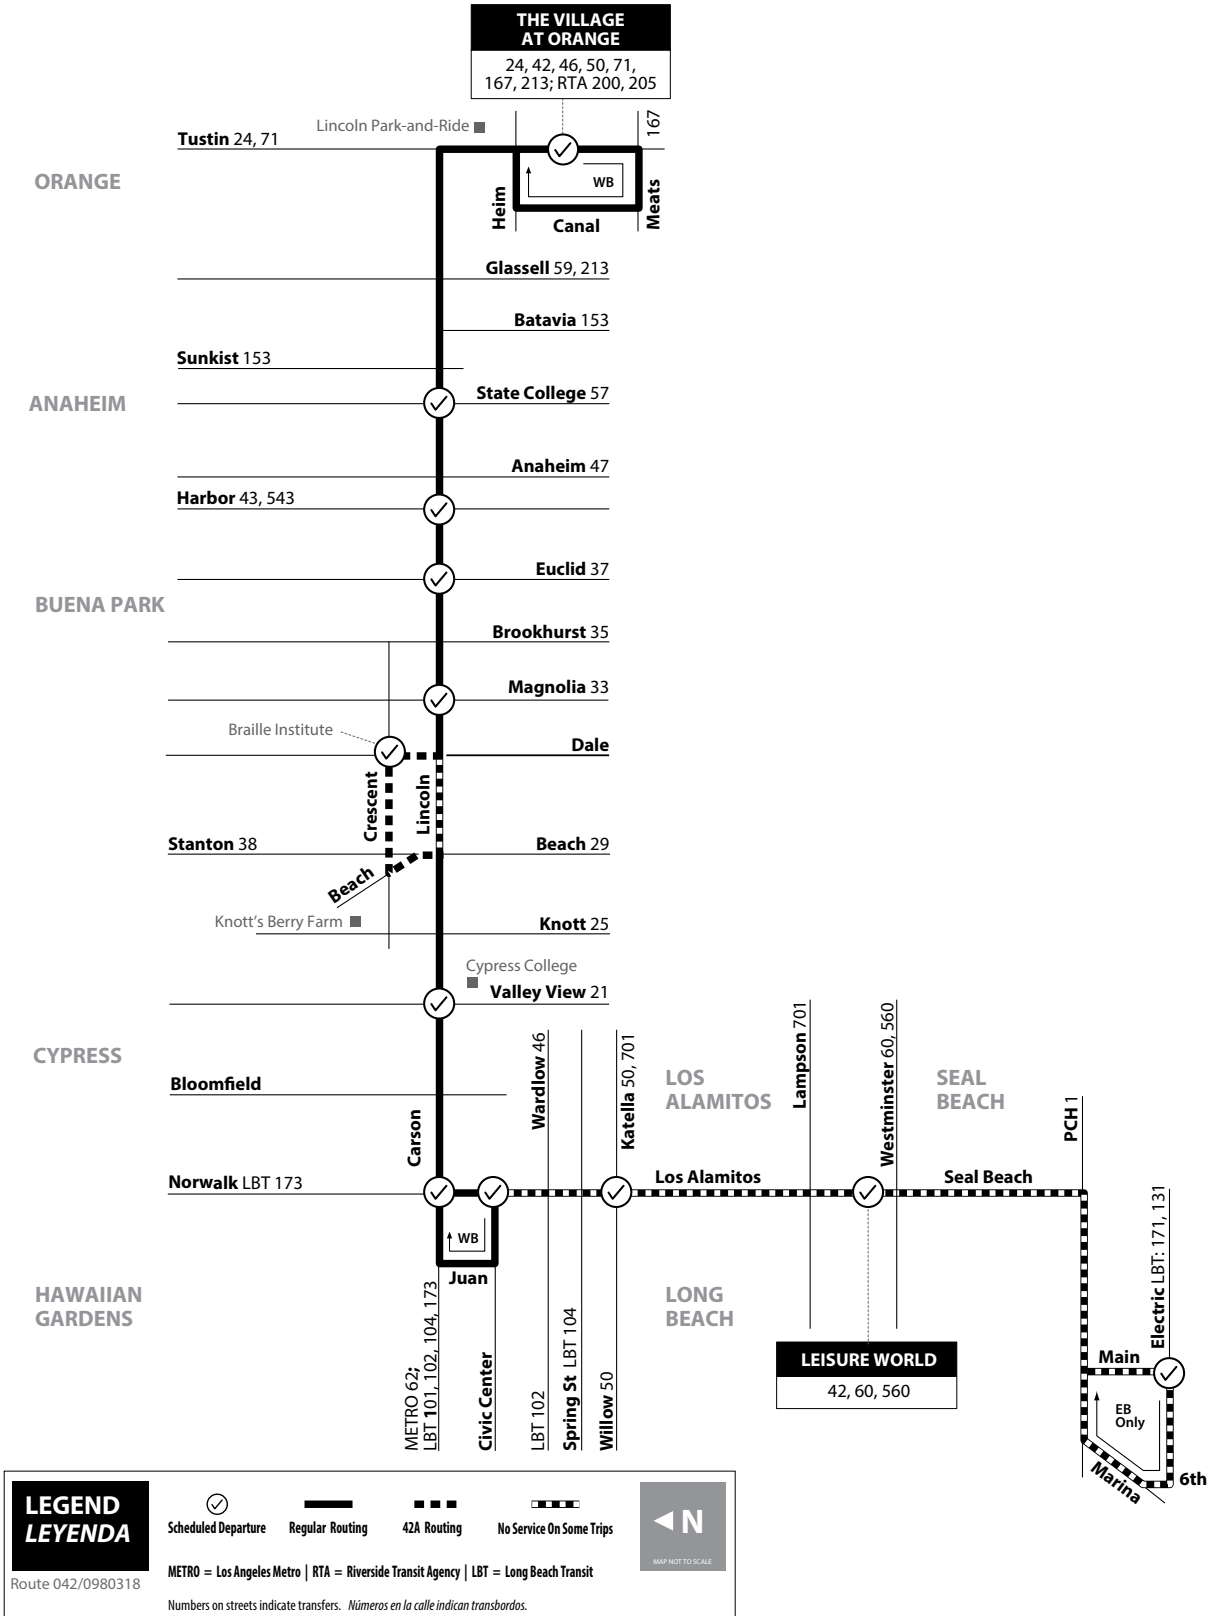 THE VILLAGE
AT ORANGE
24, 42, 46, 50, 71,
167, 213; RTA 200, 205
Lincoln Park-and-Ride
167
Tustin 24, 71
ORANGE
WB
Heim
Meats
Canal
Glassell 59, 213
Batavia 153
Sunkist 153
State College 57
ANAHEIM
Anaheim 47
Harbor 43, 543
Euclid 37
BUENA PARK
Brookhurst 35
Magnolia 33
Braille Institute
Dale
Crescent
Lincoln
Stanton 38
Beach 29
Beach
Knott's Berry Farm
Knott 25
Cypress College
Valley View 21
CYPRESS
Bloomfield
Carson
Wardlow 46
Katella 50, 701
LOS
ALAMITOS
Lampson 701
Westminster 60, 560
SEAL
BEACH
PCH 1
Norwalk LBT 173
Los Alamitos
Seal Beach
Electric LBT: 171, 131
WB
Juan
HAWAIIAN
GARDENS
METRO 62;
LBT 101, 102, 104, 173
Civic Center
LBT 102
Spring St LBT 104
Willow 50
LONG
BEACH
LEISURE WORLD
42, 60, 560
Main
EB
Only
Marina
6th
LEGEND
LEYENDA
Route 042/0980318
Scheduled Departure
Regular Routing
42A Routing
No Service On Some Trips
METRO = Los Angeles Metro | RTA = Riverside Transit Agency | LBT = Long Beach Transit
Numbers on streets indicate transfers. Números en la calle indican transbordos.
N
MAP NOT TO SCALE